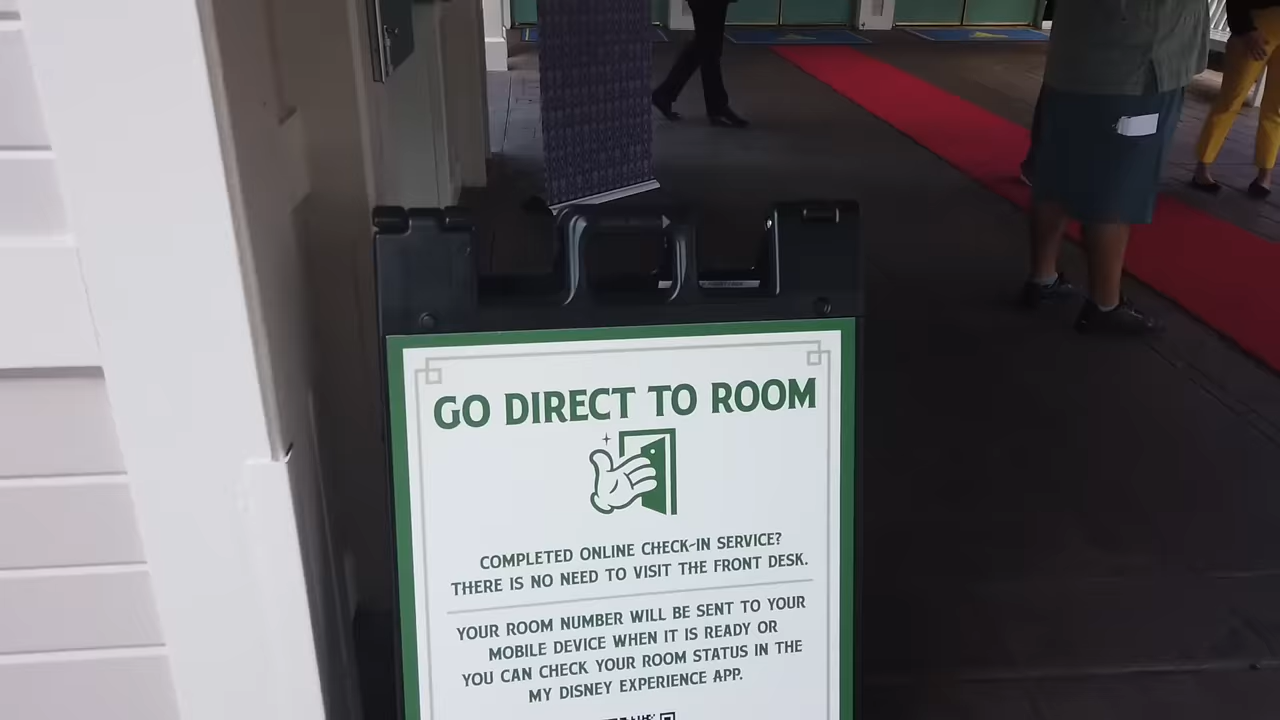 GO DIRECT TO ROOM
COMPLETED ONLINE CHECK-IN SERVICE?
THERE IS NO NEED TO VISIT THE FRONT DESK.
YOUR ROOM NUMBER WILL BE SENT TO YOUR
MOBILE DEVICE WHEN IT IS READY OR
YOU CAN CHECK YOUR ROOM STATUS IN THE
MY DISNEY EXPERIENCE APP.